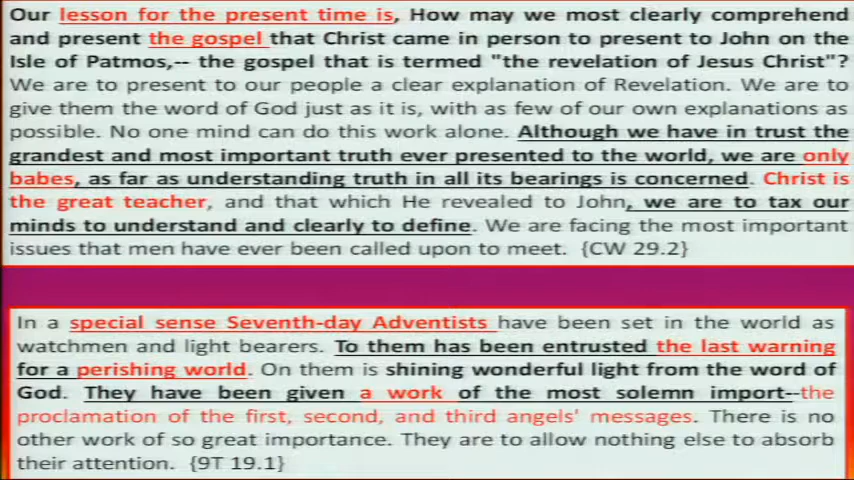 Our lesson for the present time is, How may we most clearly comprehend
and present the gospel that Christ came in person to present to John on the
Isle of Patmos,-- the gospel that is termed "the revelation of Jesus Christ"?
We are to present to our people a clear explanation of Revelation. We are to
give them the word of God just as it is, with as few of our own explanations as
possible. No one mind can do this work alone. Although we have in trust the
grandest and most important truth ever presented to the world, we are only
babes, as far as understanding truth in all its bearings is concerned. Christ is
the great teacher, and that which He revealed to John, we are to tax our
minds to understand and clearly to define. We are facing the most important
issues that men have ever been called upon to meet. {CW 29.2}
In a special sense Seventh-day Adventists have been set in the world as
watchmen and light bearers. To them has been entrusted the last warning
for a perishing world. On them is shining wonderful light from the word of
God. They have been given a work of the most solemn import--the
proclamation of the first, second, and third angels' messages. There is no
other work of so great importance. They are to allow nothing else to absorb
their attention. {9T 19.1}